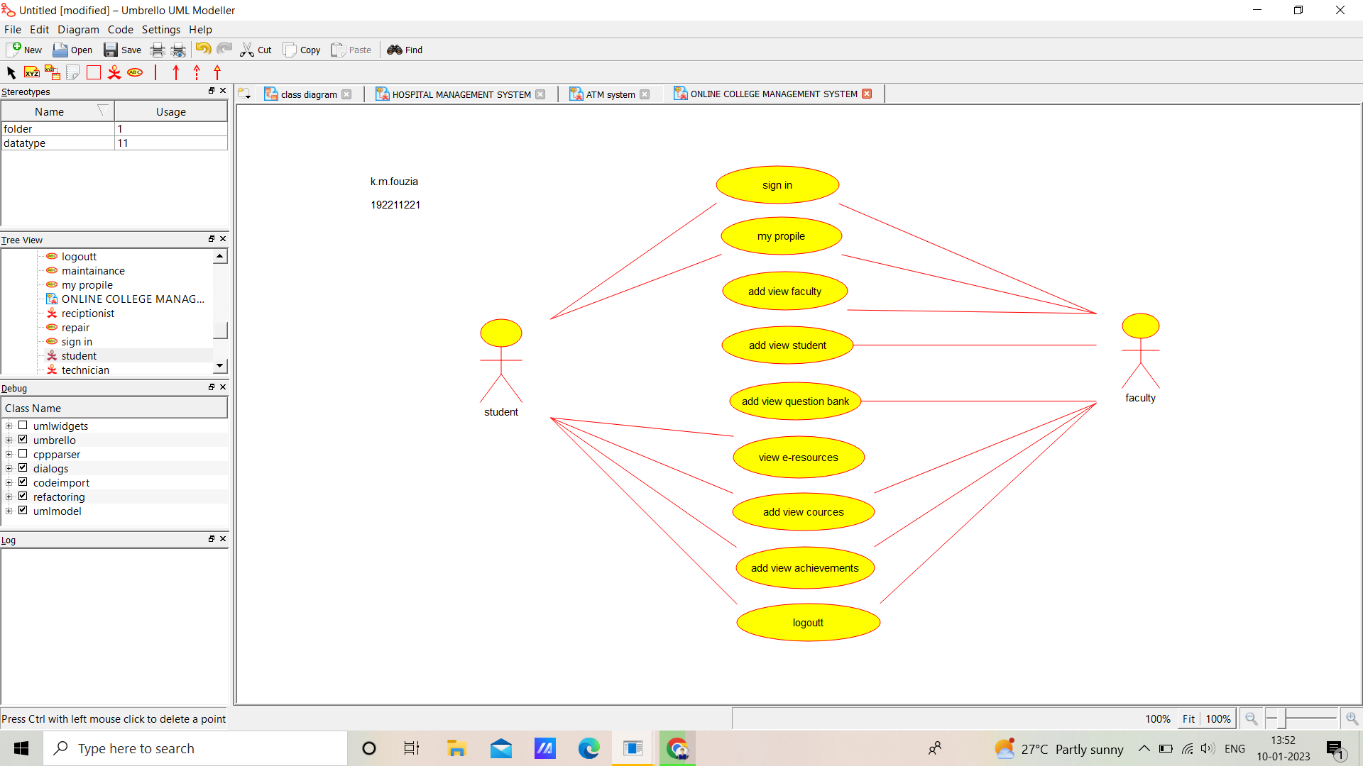 Untitled [modified] – Umbrello UML Modeller
File Edit Diagram Code Settings Help
New Open Save Cut Copy Paste Find
XYZ ABC
Stereotypes
Name Usage
folder 1
datatype 11
class diagram HOSPITAL MANAGEMENT SYSTEM ATM system ONLINE COLLEGE MANAGEMENT SYSTEM
Tree View
logoutt
maintainance
my propile
ONLINE COLLEGE MANAG...
reciptionist
repair
sign in
student
technician
Debug
Class Name
umlwidgets
umbrello
cppparser
dialogs
codeimport
refactoring
umlmodel
Log
k.m.fouzia
192211221
sign in
my propile
add view faculty
add view student
add view question bank
view e-resources
add view cources
add view achievements
logoutt
student
faculty
Press Ctrl with left mouse click to delete a point
100% Fit 100%
Type here to search
27°C Partly sunny
ENG
13:52
10-01-2023
1